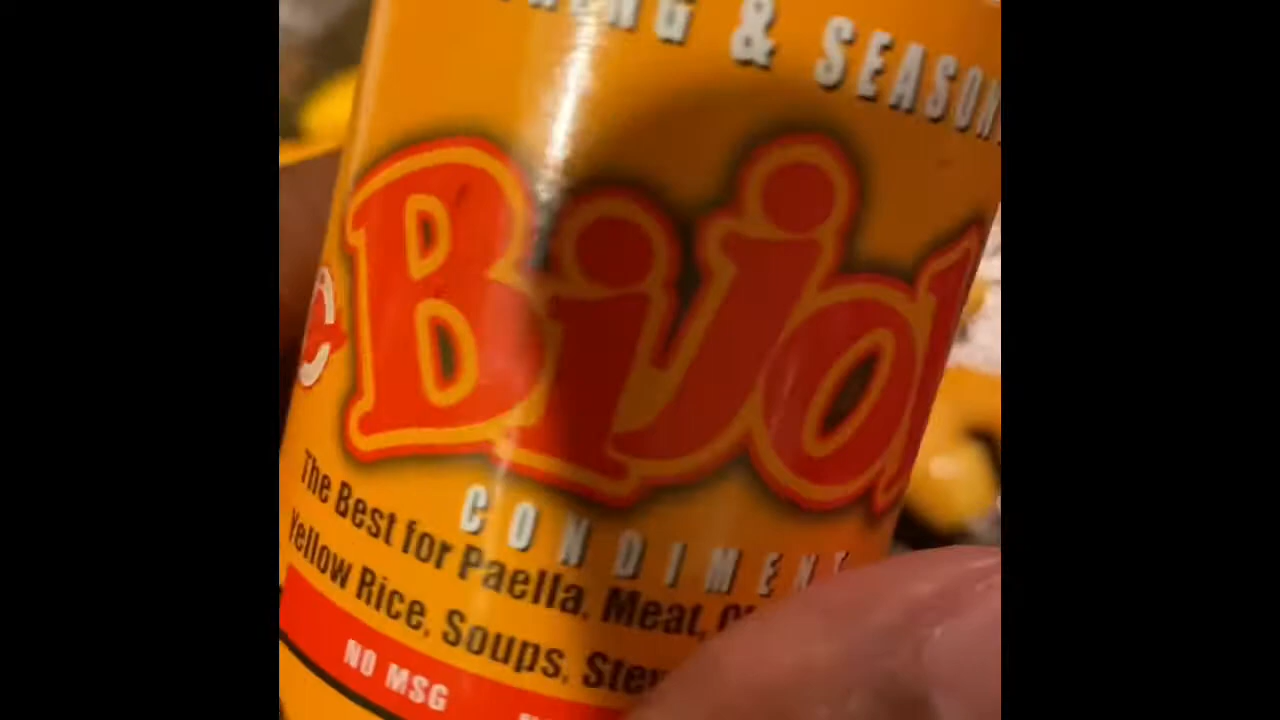 & SEASON
Bijol
CONDIMENT
The Best for Paella, Meat,
Yellow Rice, Soups,
NO MSG